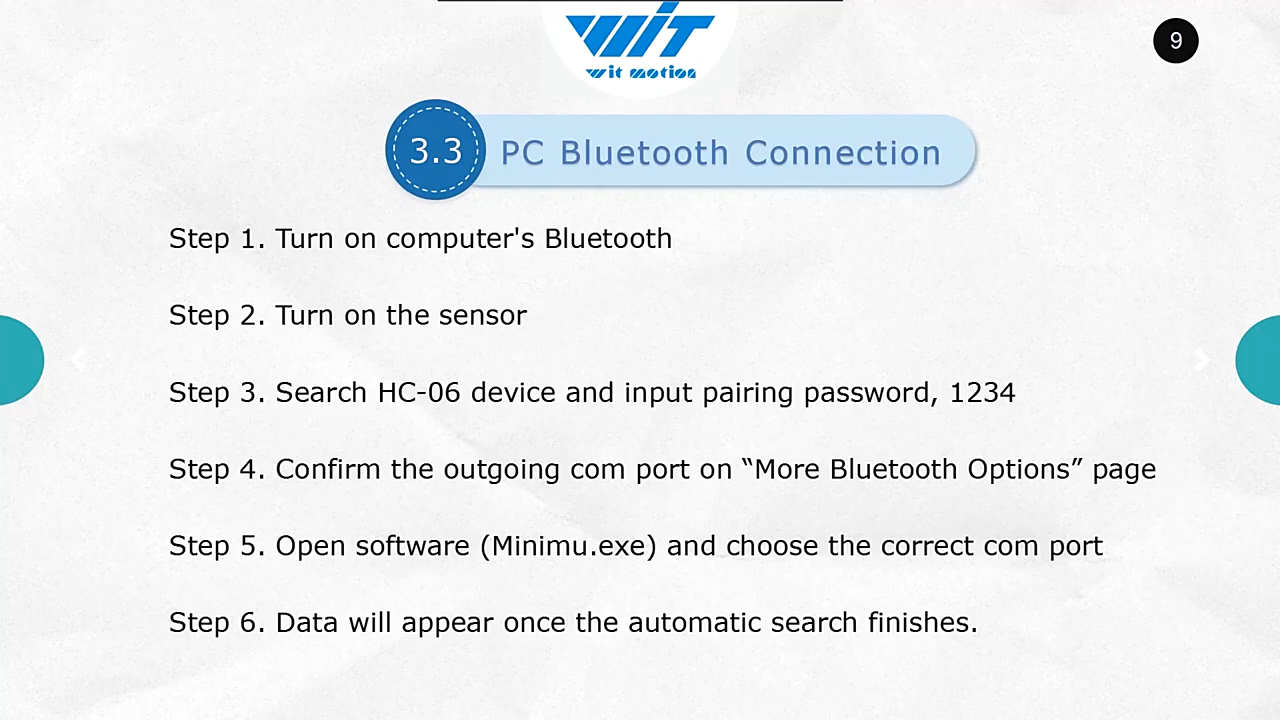 WiT
wit motion
9
3.3 PC Bluetooth Connection
Step 1. Turn on computer's Bluetooth
Step 2. Turn on the sensor
Step 3. Search HC-06 device and input pairing password, 1234
Step 4. Confirm the outgoing com port on “More Bluetooth Options” page
Step 5. Open software (Minimu.exe) and choose the correct com port
Step 6. Data will appear once the automatic search finishes.